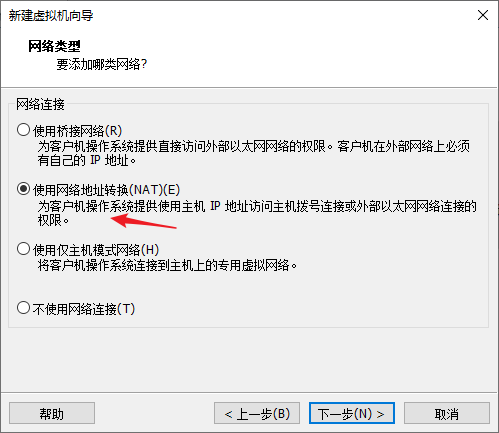 新建虚拟机向导
网络类型
要添加哪类网络?
网络连接
使用桥接网络(R)
为客户机操作系统提供直接访问外部以太网网络的权限。客户机在外部网络上必须
有自己的 IP 地址。
使用网络地址转换(NAT)(E)
为客户机操作系统提供使用主机 IP 地址访问主机拨号连接或外部以太网网络连接的
权限。
使用仅主机模式网络(H)
将客户机操作系统连接到主机上的专用虚拟网络。
不使用网络连接(T)
帮助
< 上一步(B)
下一步(N) >
取消